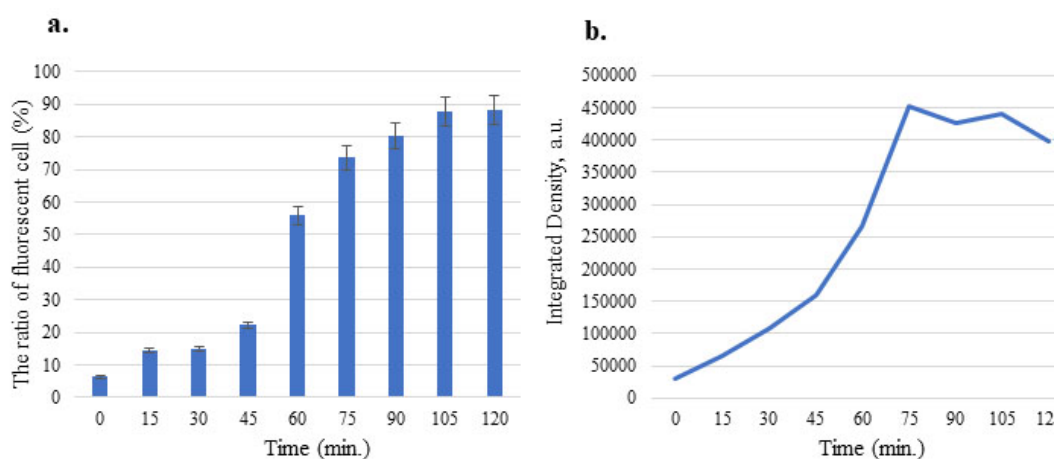 a.
The ratio of fluorescent cell (%)
100
90
80
70
60
50
40
30
20
10
0
0 15 30 45 60 75 90 105 120
Time (min.)
b.
Integrated Density, a.u.
500000
450000
400000
350000
300000
250000
200000
150000
100000
50000
0
0 15 30 45 60 75 90 105 12
Time (min.)